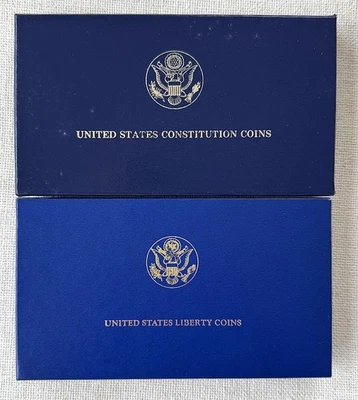 UNITED STATES CONSTITUTION COINS
UNITED STATES LIBERTY COINS